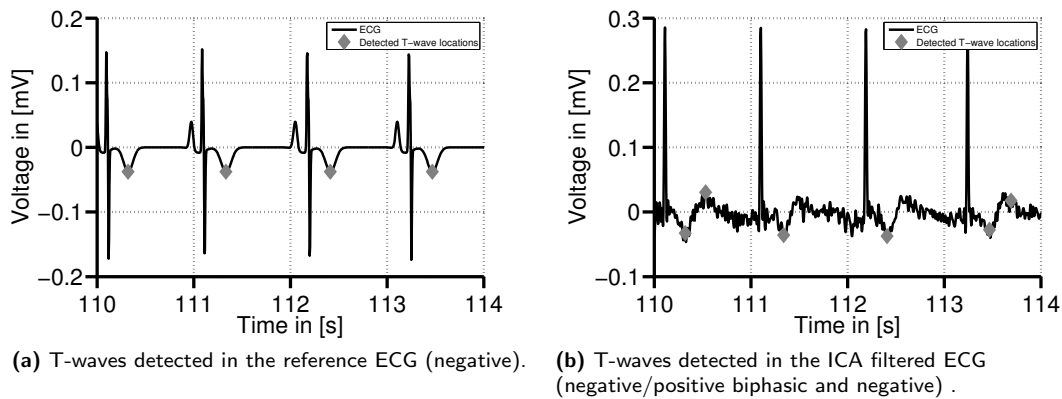 0.2
0.1
0
−0.1
−0.2
Voltage in [mV]
ECG
Detected T−wave locations
110
111
112
113
114
Time in [s]
(a) T-waves detected in the reference ECG (negative).
0.3
0.2
0.1
0
−0.1
Voltage in [mV]
ECG
Detected T−wave locations
110
111
112
113
114
Time in [s]
(b) T-waves detected in the ICA filtered ECG
(negative/positive biphasic and negative) .